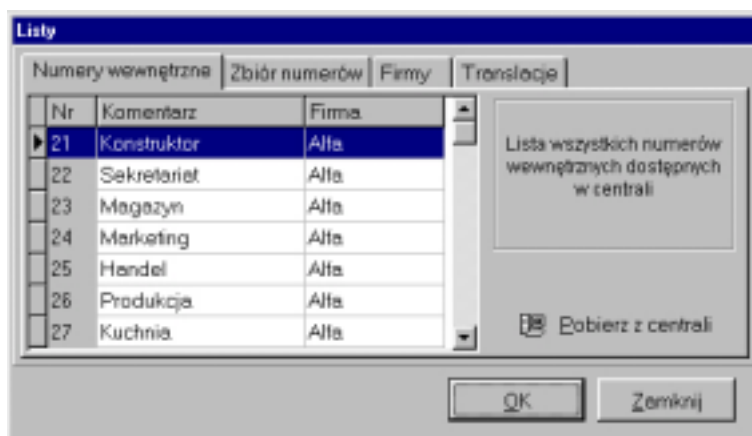 Listy
Numery wewnętrzne Zbiór numerów Firmy Translacje
Nr Komentarz Firma
21 Konstruktor Alfa
22 Sekretariat Alfa
23 Magazyn Alfa
24 Marketing Alfa
25 Handel Alfa
26 Produkcja Alfa
27 Kuchnia Alfa
Lista wszystkich numerów
wewnętrznych dostępnych
w centrali
Pobierz z centrali
OK Zamknij